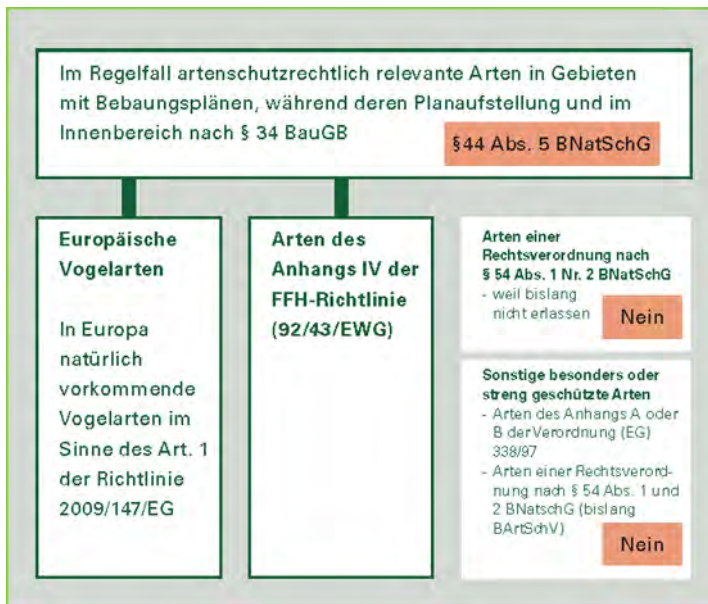 Im Regelfall artenschutzrechtlich relevante Arten in Gebieten
mit Bebaungsplänen, während deren Planaufstellung und im
Innenbereich nach § 34 BauGB
§44 Abs. 5 BNatSchG
Europäische
Vogelarten
In Europa
natürlich
vorkommende
Vogelarten im
Sinne des Art. 1
der Richtlinie
2009/147/EG
Arten des
Anhangs IV der
FFH-Richtlinie
(92/43/EWG)
Arten einer
Rechtsverordnung nach
§ 54 Abs. 1 Nr. 2 BNatSchG
- weil bislang
nicht erlassen
Nein
Sonstige besonders oder
streng geschützte Arten
- Arten des Anhangs A oder
B der Verordnung (EG)
338/97
- Arten einer Rechtsverord-
nung nach § 54 Abs. 1 und
2 BNatschG (bislang
BArtSchV)
Nein